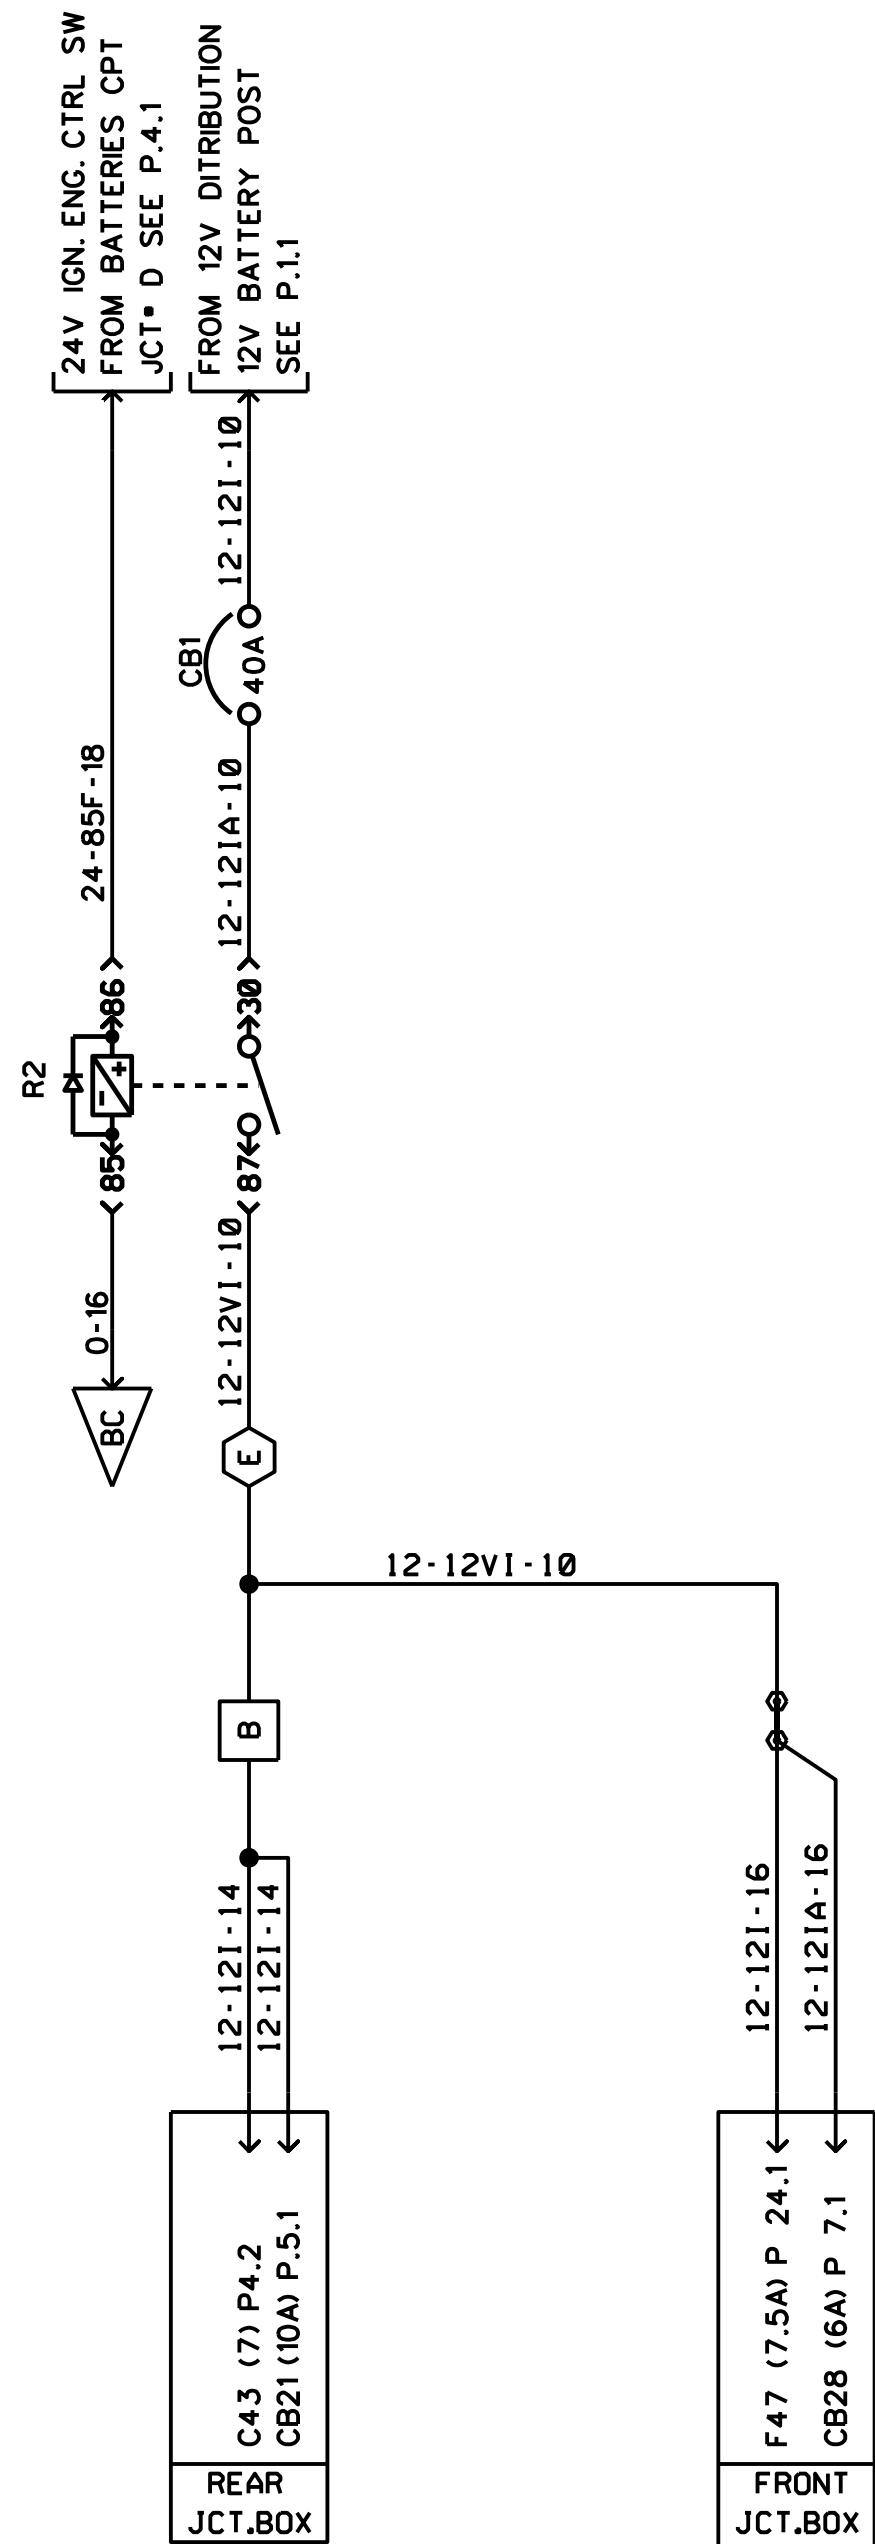 24V IGN. ENG. CTRL SW
FROM BATTERIES CPT
JCT• D SEE P.4.1
FROM 12V DITRIBUTION
12V BATTERY POST
SEE P.1.1
12-12I-10
CB1
40A
24-85F-18
12-12IA-10
86
30
R2
+
-
85
87
0-16
12-12VI-10
BC
E
12-12VI-10
B
12-12I-14
12-12I-14
12-12I-16
12-12IA-16
C43 (7) P4.2
CB21 (10A) P.5.1
F47 (7.5A) P 24.1
CB28 (6A) P 7.1
REAR
JCT.BOX
FRONT
JCT.BOX